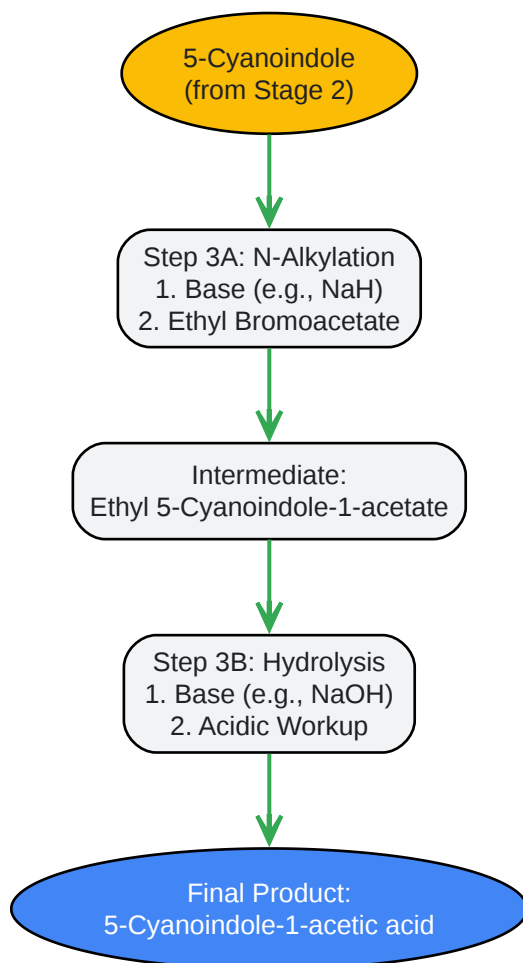 5-Cyanoindole
(from Stage 2)
Step 3A: N-Alkylation
1. Base (e.g., NaH)
2. Ethyl Bromoacetate
Intermediate:
Ethyl 5-Cyanoindole-1-acetate
Step 3B: Hydrolysis
1. Base (e.g., NaOH)
2. Acidic Workup
Final Product:
5-Cyanoindole-1-acetic acid